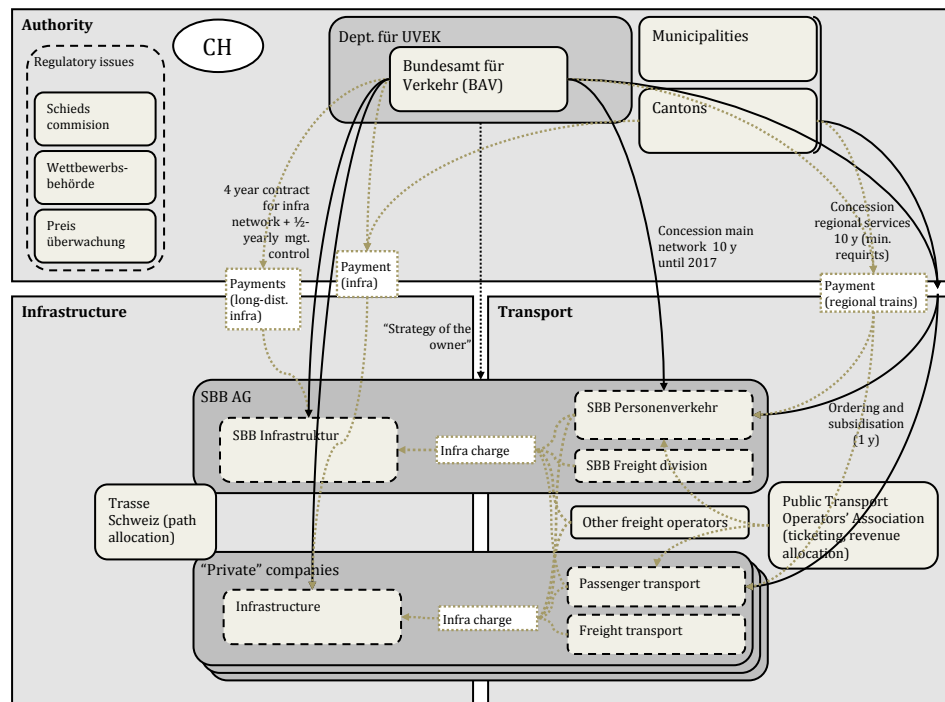 Authority
CH
Regulatory issues
Schieds
commision
Wettbewerbs-
behörde
Preis
überwachung
Dept. für UVEK
Bundesamt für
Verkehr (BAV)
Municipalities
Cantons
4 year contract
for infra
network + ½-
yearly mgt.
control
Payments
(long-dist.
infra)
Payment
(infra)
Concession main
network 10 y
until 2017
Concession
regional services
10 y (min.
requirits)
Payment
(regional trains)
Infrastructure
Transport
"Strategy of the
owner"
SBB AG
SBB Infrastruktur
Infra charge
SBB Personenverkehr
SBB Freight division
Ordering and
subsidisation
(1 y)
Trasse
Schweiz (path
allocation)
Other freight operators
Public Transport
Operators' Association
(ticketing, revenue
allocation)
"Private" companies
Infrastructure
Infra charge
Passenger transport
Freight transport